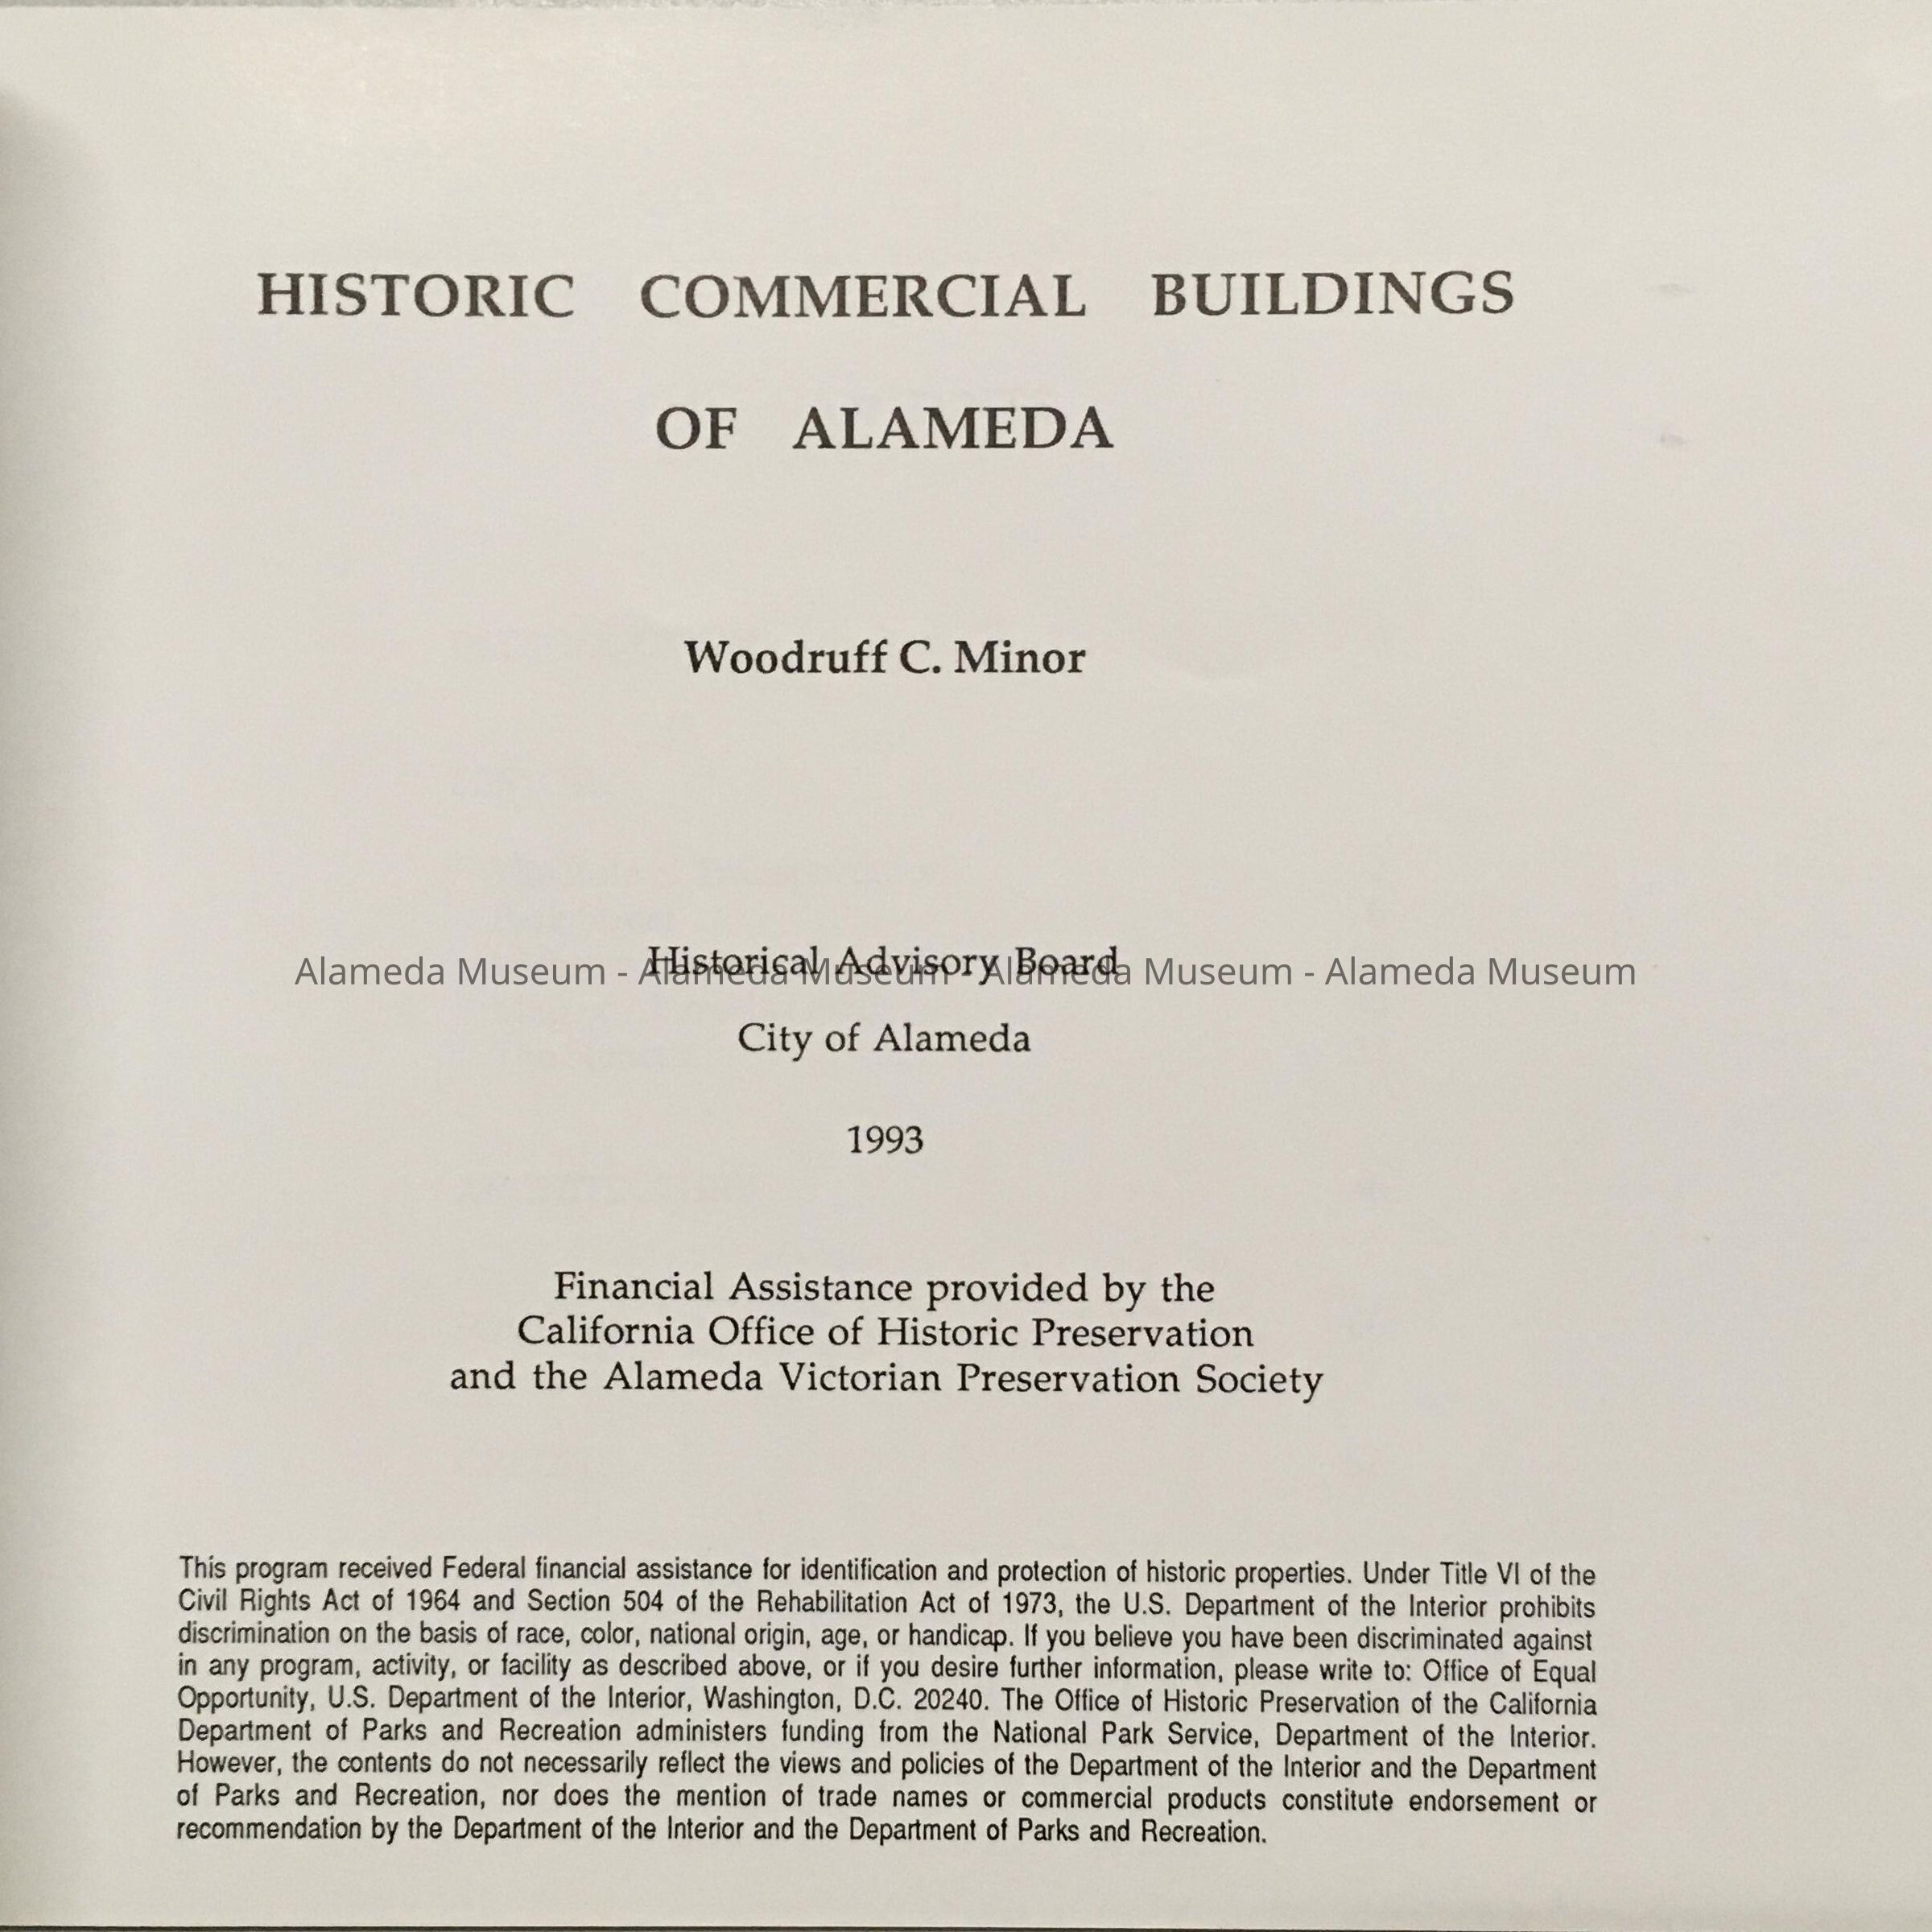 HISTORIC COMMERCIAL BUILDINGS
OF ALAMEDA
Woodruff C. Minor
Historical Advisory Board
Alameda Museum - Alameda Museum - Alameda Museum - Alameda Museum
City of Alameda
1993
Financial Assistance provided by the
California Office of Historic Preservation
and the Alameda Victorian Preservation Society
This program received Federal financial assistance for identification and protection of historic properties. Under Title VI of the
Civil Rights Act of 1964 and Section 504 of the Rehabilitation Act of 1973, the U.S. Department of the Interior prohibits
discrimination on the basis of race, color, national origin, age, or handicap. If you believe you have been discriminated against
in any program, activity, or facility as described above, or if you desire further information, please write to: Office of Equal
Opportunity, U.S. Department of the Interior, Washington, D.C. 20240. The Office of Historic Preservation of the California
Department of Parks and Recreation administers funding from the National Park Service, Department of the Interior.
However, the contents do not necessarily reflect the views and policies of the Department of the Interior and the Department
of Parks and Recreation, nor does the mention of trade names or commercial products constitute endorsement or
recommendation by the Department of the Interior and the Department of Parks and Recreation.